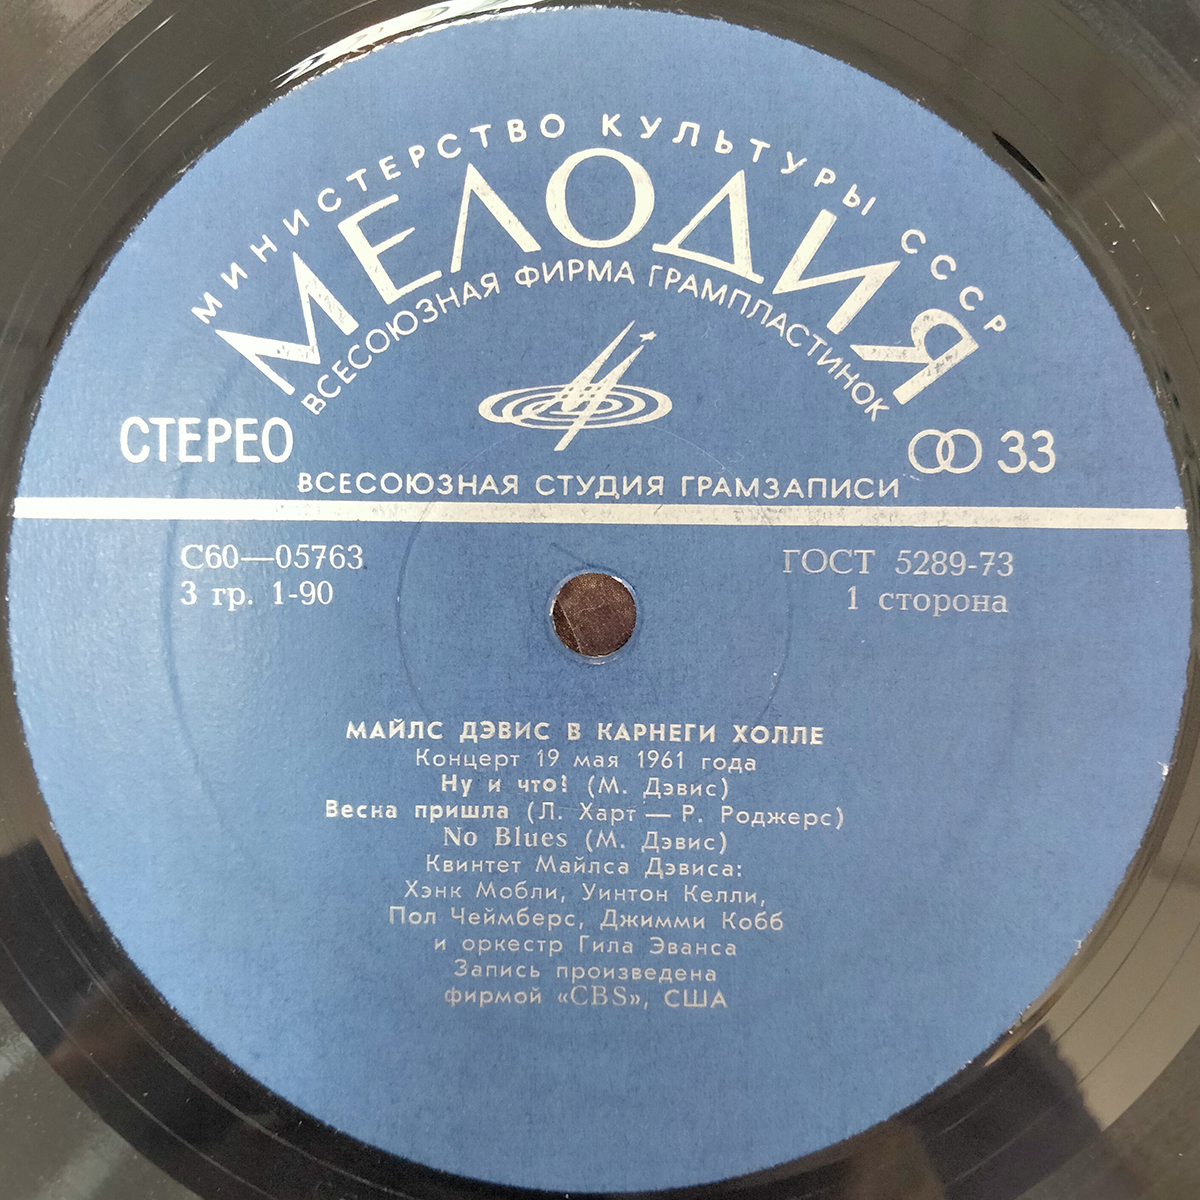 МИНИСТЕРСТВО КУЛЬТУРЫ СССР
МЕЛОДИЯ
ВСЕСОЮЗНАЯ ФИРМА ГРАМПЛАСТИНОК
СТЕРЕО
33
ВСЕСОЮЗНАЯ СТУДИЯ ГРАМЗАПИСИ
С60—05763
3 гр. 1-90
ГОСТ 5289-73
1 сторона
МАЙЛС ДЭВИС В КАРНЕГИ ХОЛЛЕ
Концерт 19 мая 1961 года
Ну и что? (М. Дэвис)
Весна пришла (Л. Харт — Р. Роджерс)
No Blues (М. Дэвис)
Квинтет Майлса Дэвиса:
Хэнк Мобли, Уинтон Келли,
Пол Чеймберс, Джимми Кобб
и оркестр Гила Эванса
Запись произведена
фирмой «CBS», США